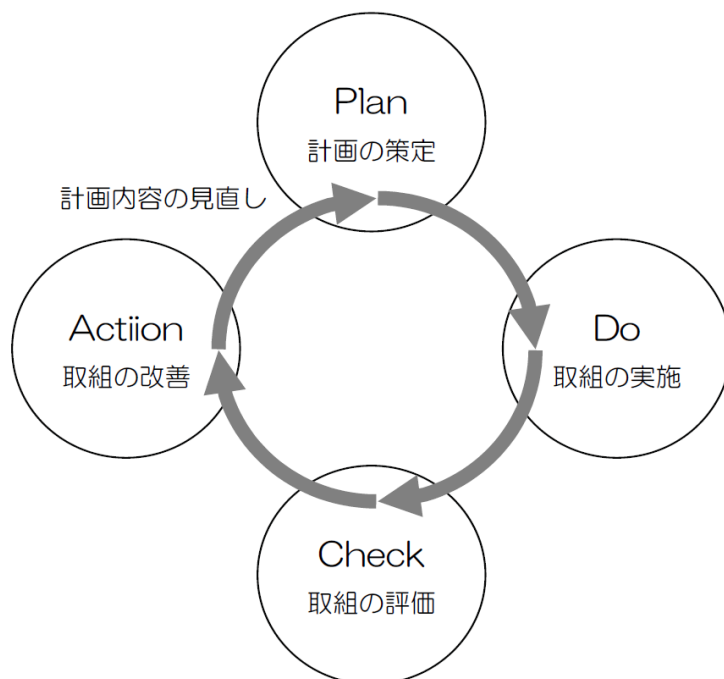 Plan
計画の策定
計画内容の見直し
Actiion
取組の改善
Do
取組の実施
Check
取組の評価